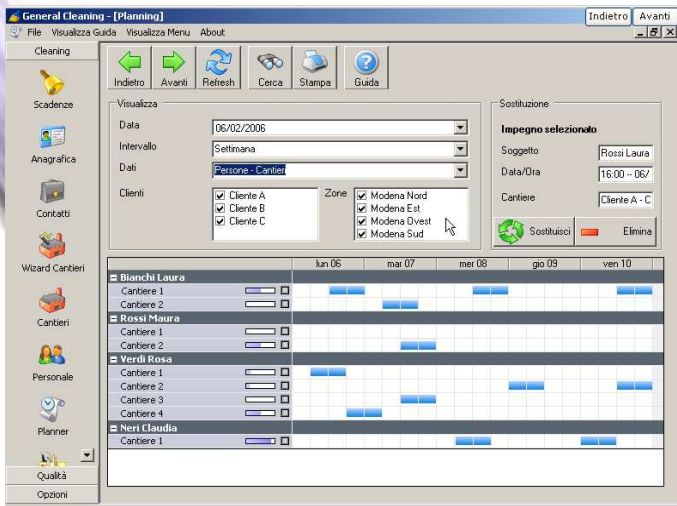 General Cleaning - [Planning]
Indietro Avanti
File Visualizza Guida Visualizza Menu About
Cleaning
Scadenze
Anagrafica
Contatti
Wizard Cantieri
Cantieri
Personale
Planner
Qualità
Opzioni
Indietro Avanti Refresh Cerca Stampa Guida
Visualizza
Data 06/02/2006
Intervallo Settimana
Dati Persone - Cantieri
Clienti
Cliente A
Cliente B
Cliente C
Zone
Modena Nord
Modena Est
Modena Ovest
Modena Sud
Sostituzione
Impegno selezionato
Soggetto Rossi Laura
Data/Ora 16:00 -- 06/
Cantiere Cliente A - C
Sostituisci Elimina
lun 06 mar 07 mer 08 gio 09 ven 10
Bianchi Laura
Cantiere 1
Cantiere 2
Rossi Maura
Cantiere 1
Cantiere 2
Verdi Rosa
Cantiere 1
Cantiere 2
Cantiere 3
Cantiere 4
Neri Claudia
Cantiere 1